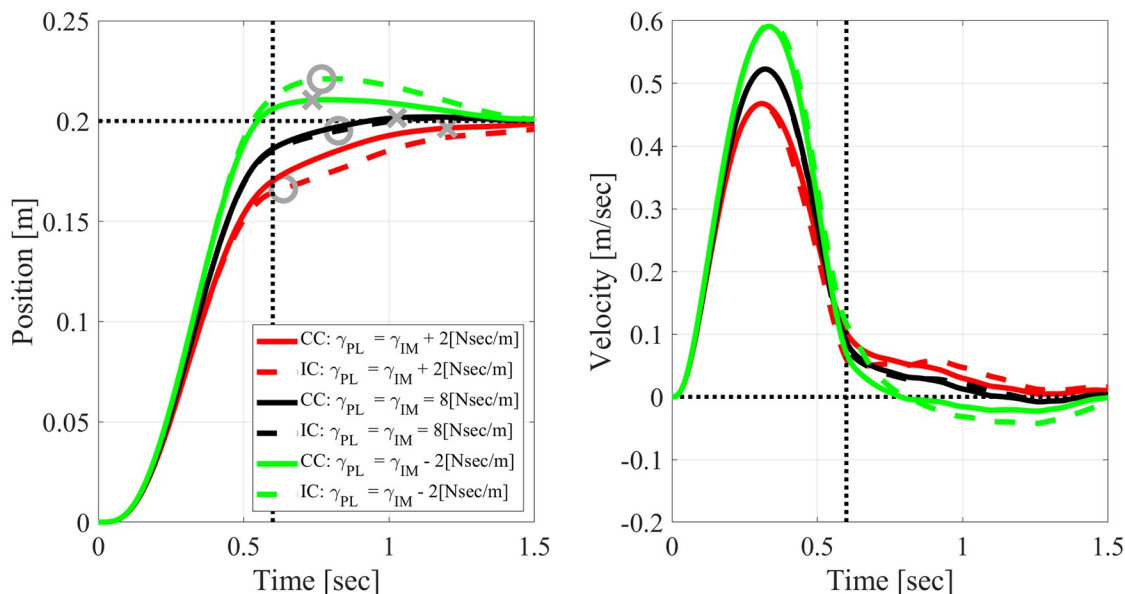 0.25
0.2
0.15
0.1
0.05
0
Position [m]
0
0.5
1
1.5
Time [sec]
CC: γPL = γIM + 2[Nsec/m]
IC: γPL = γIM + 2[Nsec/m]
CC: γPL = γIM = 8[Nsec/m]
IC: γPL = γIM = 8[Nsec/m]
CC: γPL = γIM - 2[Nsec/m]
IC: γPL = γIM - 2[Nsec/m]
0.6
0.5
0.4
0.3
0.2
0.1
0
-0.1
-0.2
Velocity [m/sec]
0
0.5
1
1.5
Time [sec]